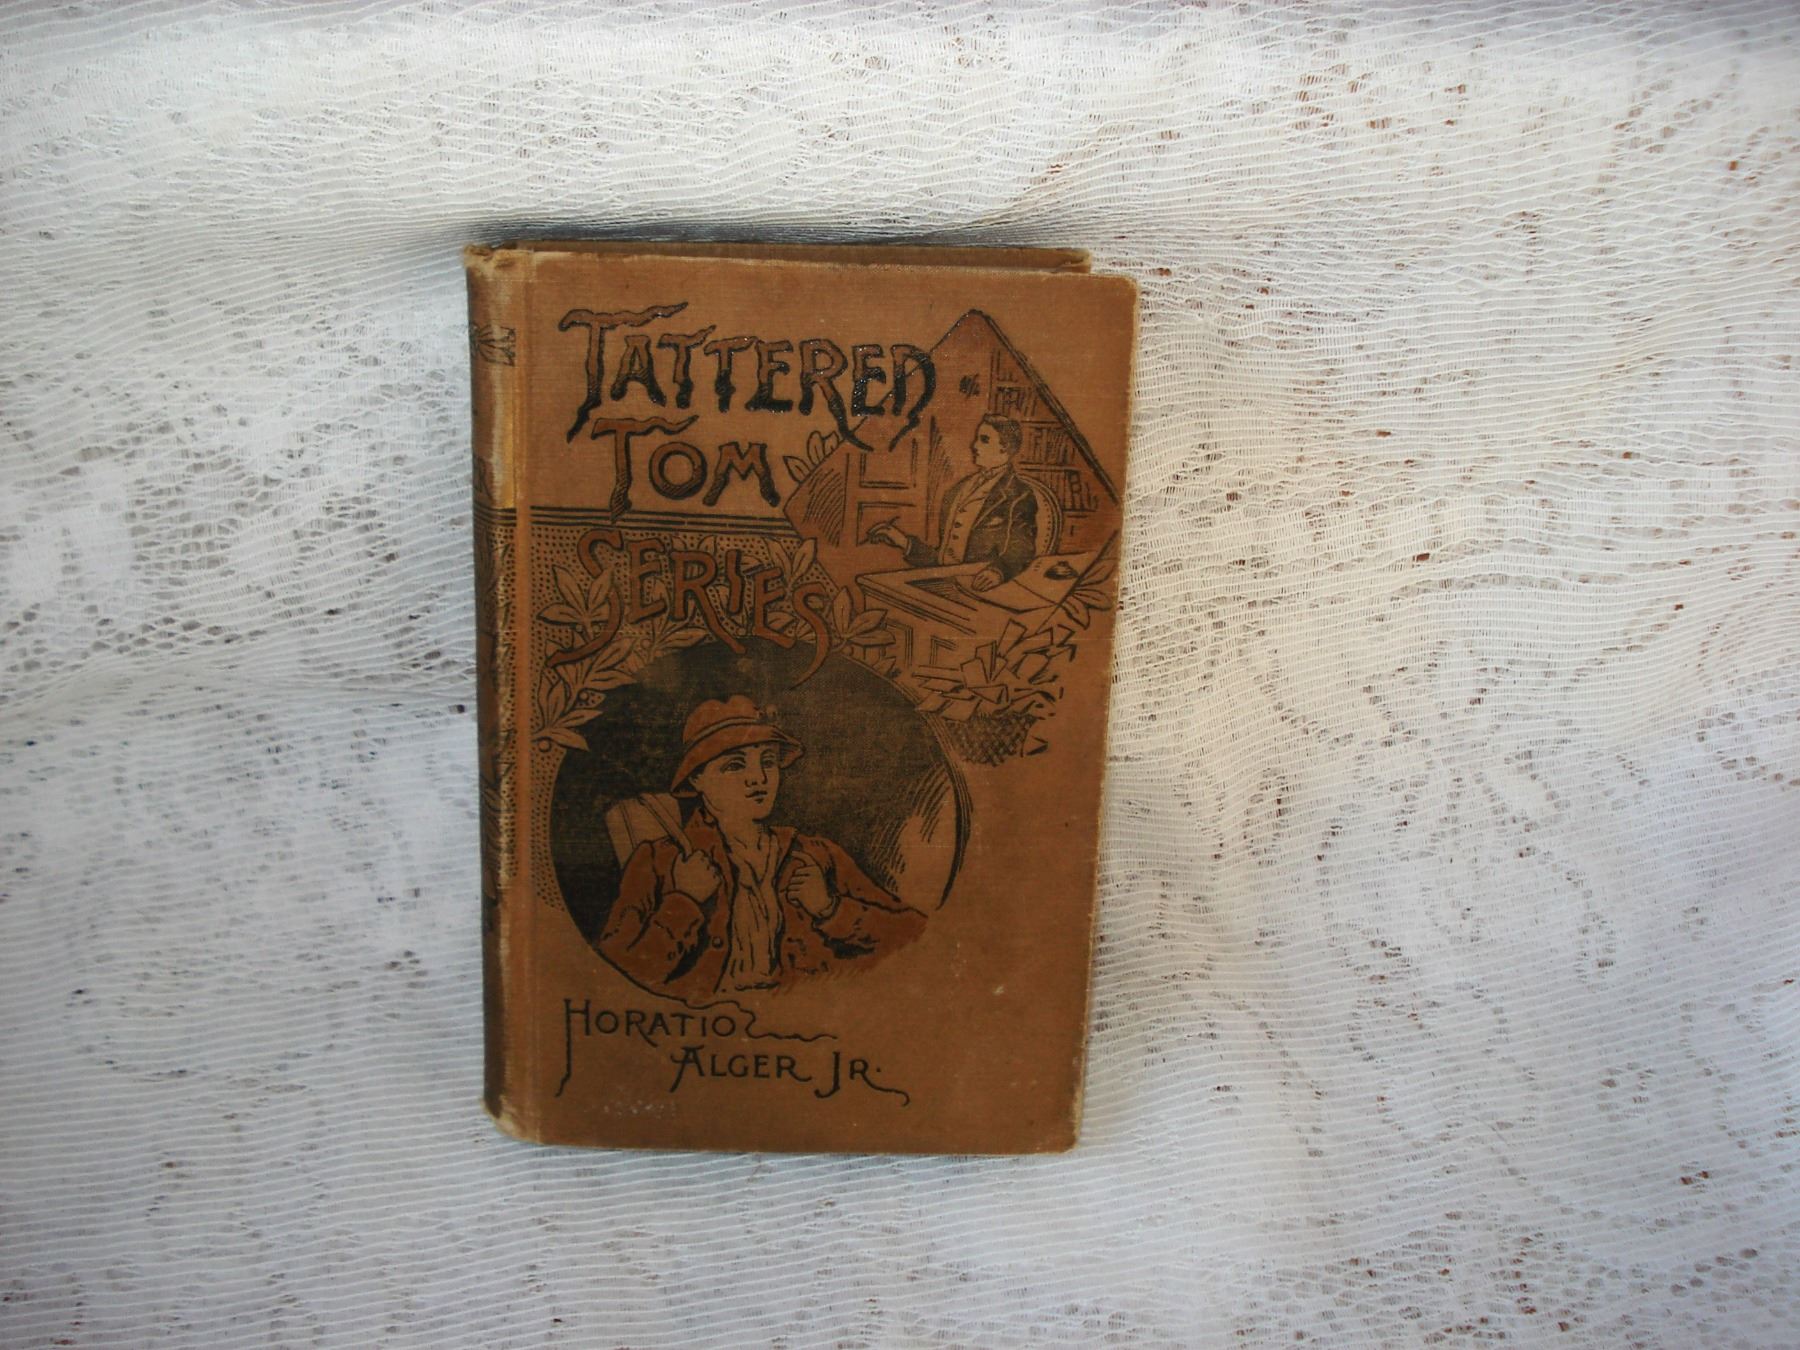 TATTERED
TOM
SERIES
HORATIO
ALGER JR.